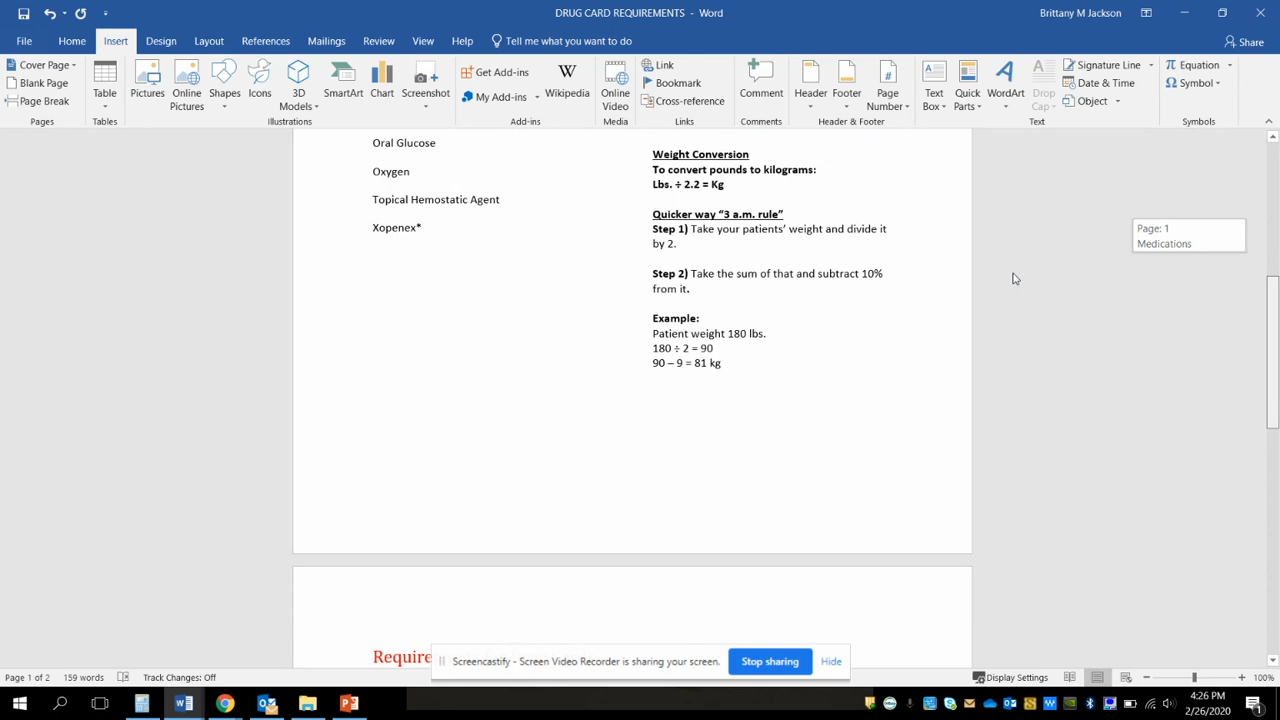 DRUG CARD REQUIREMENTS - Word
Brittany M Jackson
File Home Insert Design Layout References Mailings Review View Help Tell me what you want to do Share
Cover Page
Blank Page
Page Break
Pages
Table
Tables
Pictures
Online Pictures
Shapes
Icons
3D Models
SmartArt
Chart
Screenshot
Illustrations
Get Add-ins
My Add-ins
W
Wikipedia
Add-ins
Online Video
Media
Link
Bookmark
Cross-reference
Links
Comment
Comments
Header
Footer
Page Number
Header & Footer
Text Box
Quick Parts
WordArt
Drop Cap
Signature Line
Date & Time
Object
Text
Equation
Symbol
Symbols
Oral Glucose
Oxygen
Topical Hemostatic Agent
Xopenex*
Weight Conversion
To convert pounds to kilograms:
Lbs. ÷ 2.2 = Kg
Quicker way “3 a.m. rule”
Step 1) Take your patients’ weight and divide it
by 2.
Step 2) Take the sum of that and subtract 10%
from it.
Example:
Patient weight 180 lbs.
180 ÷ 2 = 90
90 – 9 = 81 kg
Page: 1
Medications
Require
Screencastify - Screen Video Recorder is sharing your screen.
Stop sharing
Hide
Page 1 of 2 159 words Track Changes: Off
Display Settings
100%
4:26 PM
2/26/2020